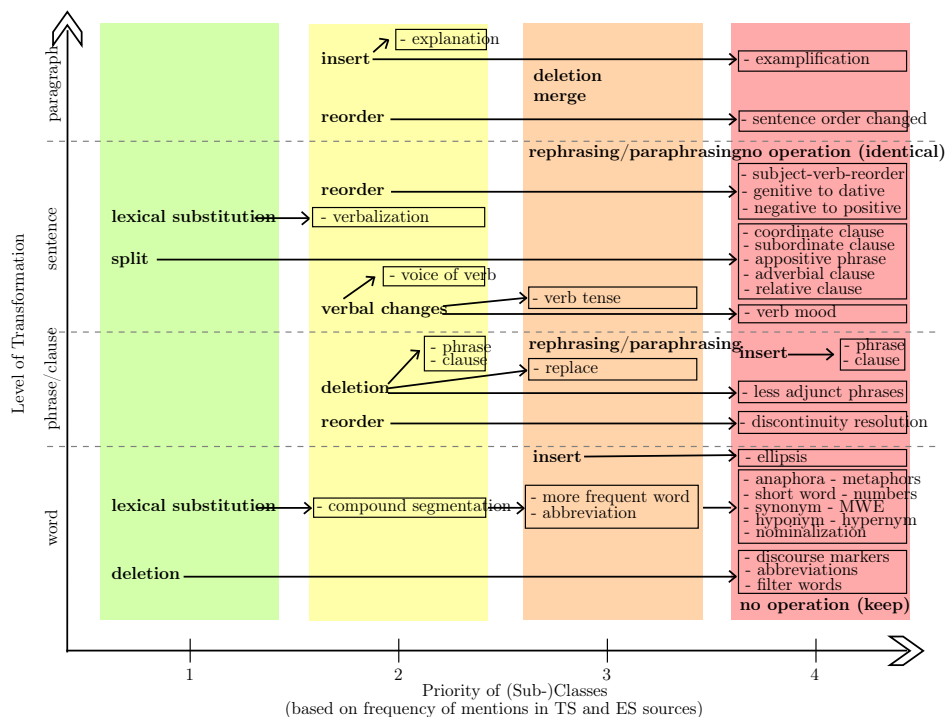 paragraph
- explanation
insert
- examplification
deletion
merge
reorder
- sentence order changed
sentence
rephrasing/paraphrasing
no operation (identical)
reorder
- subject-verb-reorder
- genitive to dative
- negative to positive
lexical substitution
- verbalization
split
- coordinate clause
- subordinate clause
- appositive phrase
- adverbial clause
- relative clause
- voice of verb
verbal changes
- verb tense
- verb mood
Level of Transformation
phrase/clause
- phrase
- clause
rephrasing/paraphrasing
- replace
insert
- phrase
- clause
deletion
- less adjunct phrases
reorder
- discontinuity resolution
word
insert
- ellipsis
lexical substitution
- compound segmentation
- more frequent word
- abbreviation
- anaphora - metaphors
- short word - numbers
- synonym - MWE
- hyponym - hypernym
- nominalization
deletion
- discourse markers
- abbreviations
- filter words
no operation (keep)
1
2
3
4
Priority of (Sub-)Classes
(based on frequency of mentions in TS and ES sources)